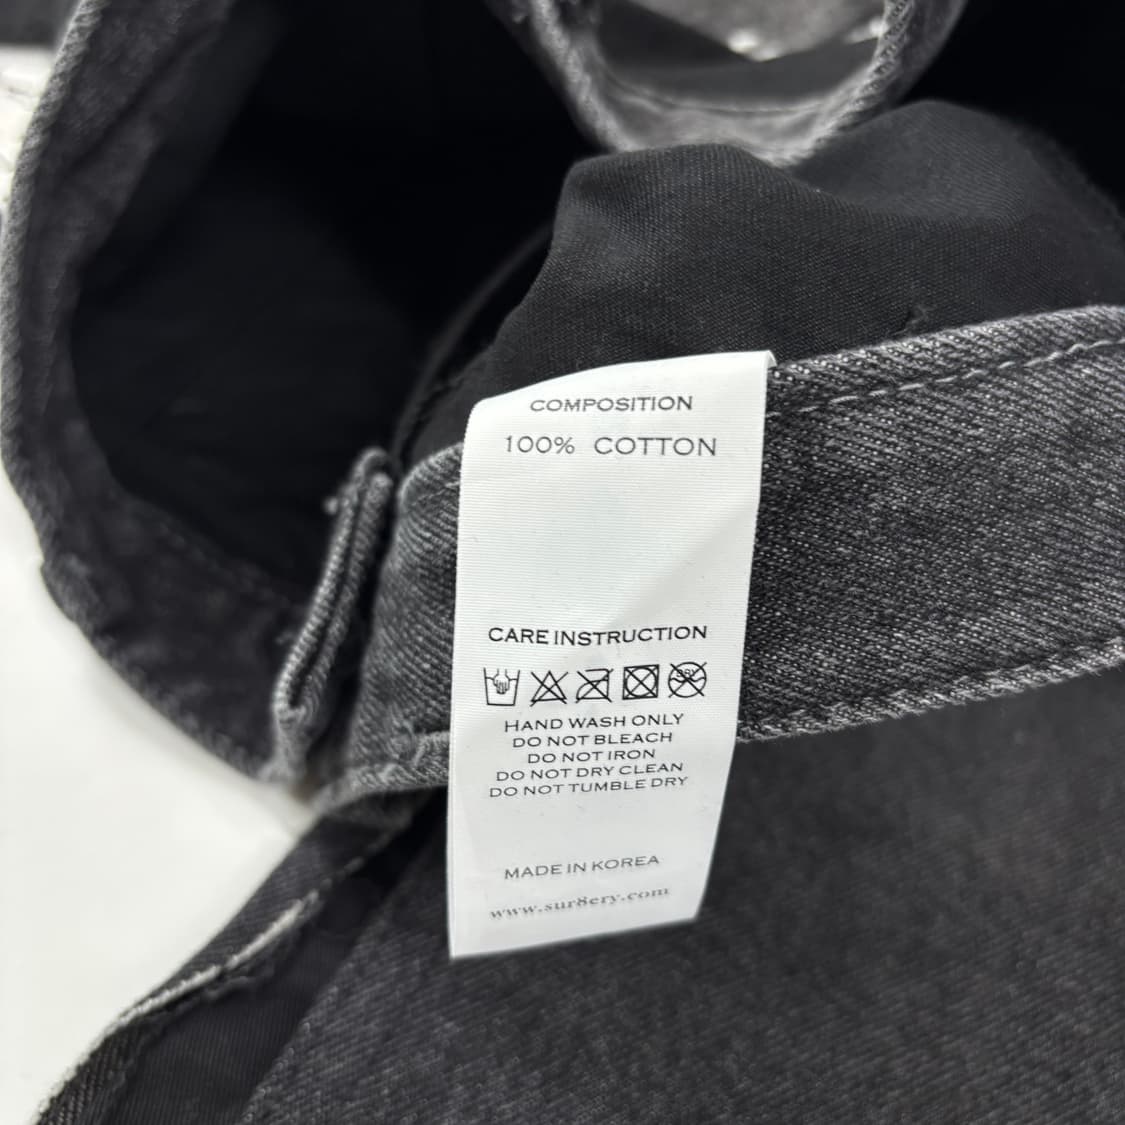 COMPOSITION
100% COTTON
CARE INSTRUCTION
DRY
HAND WASH ONLY
DO NOT BLEACH
DO NOT IRON
DO NOT DRY CLEAN
DO NOT TUMBLE DRY
MADE IN KOREA
www.sur8ery.com